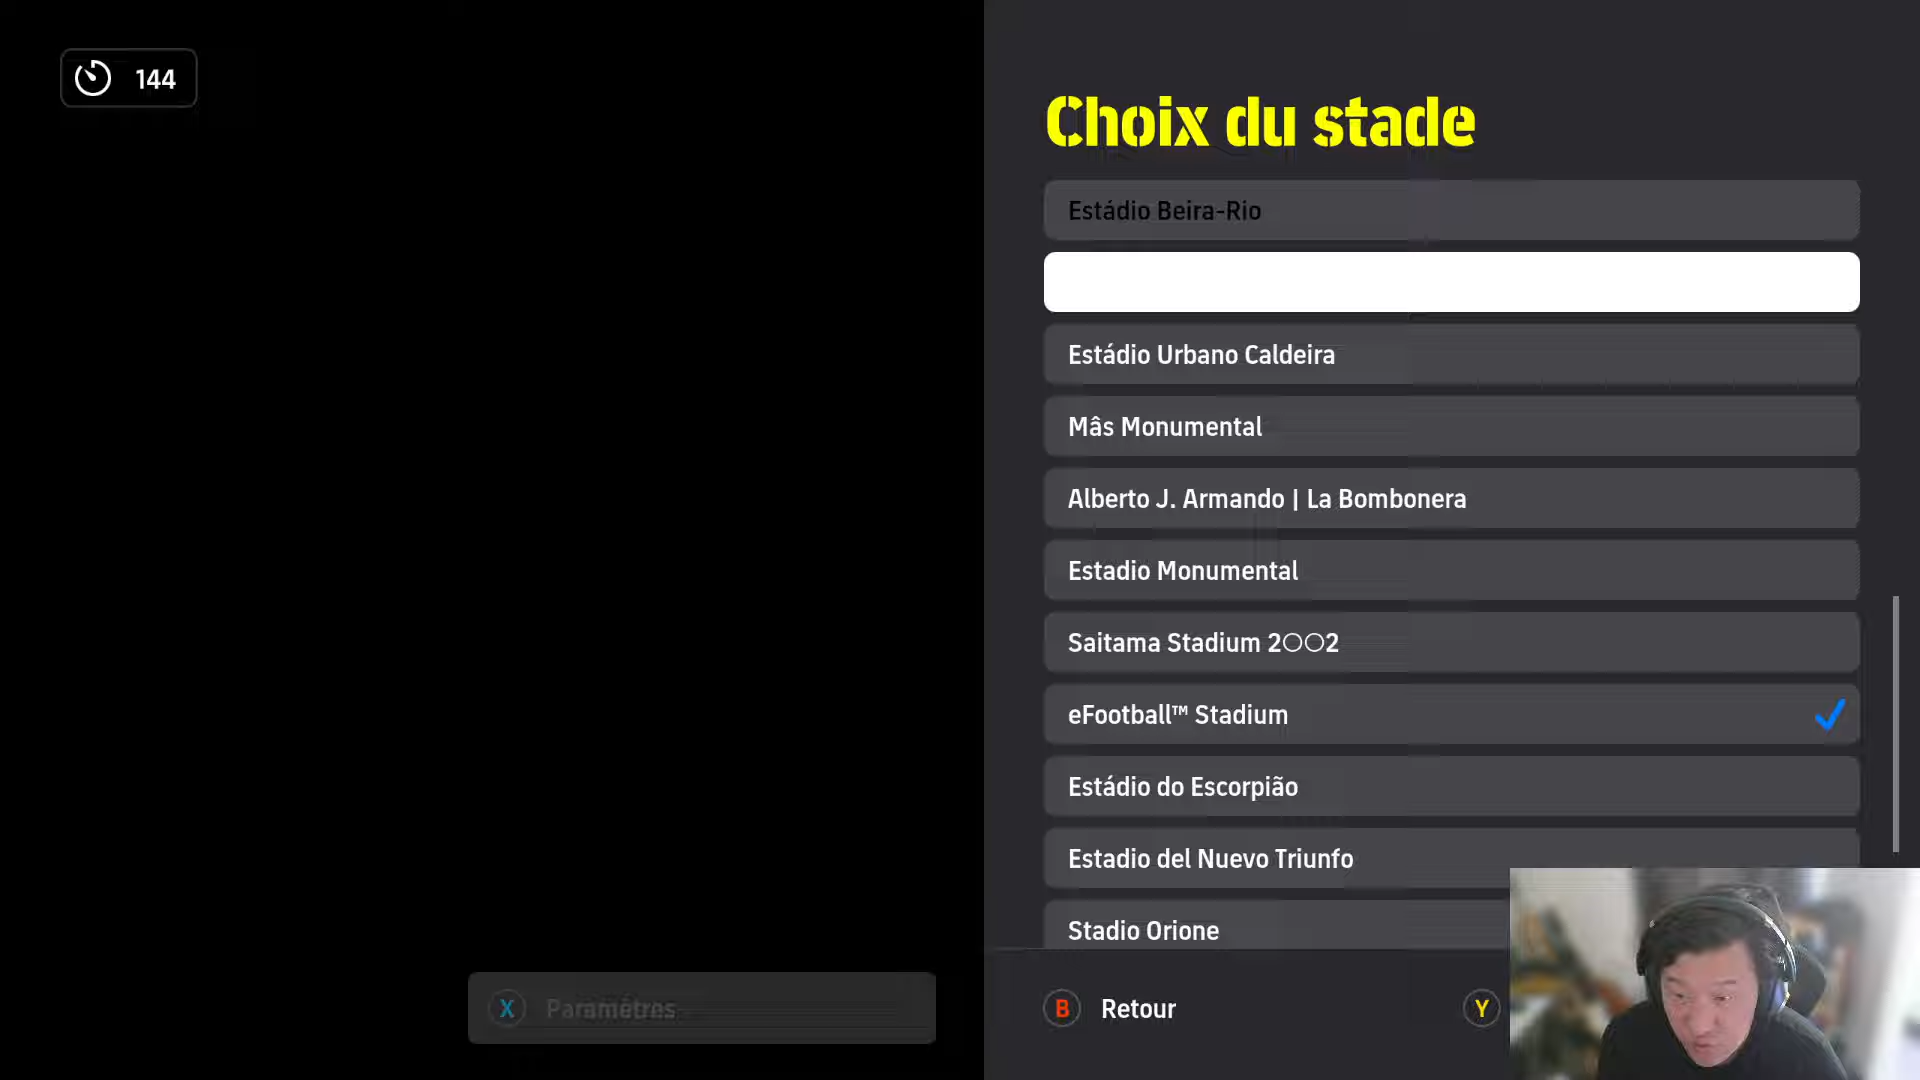 144
Choix du stade
Estádio Beira-Rio
Estádio Urbano Caldeira
Mâs Monumental
Alberto J. Armando | La Bombonera
Estadio Monumental
Saitama Stadium 2○○2
eFootball™ Stadium
Estádio do Escorpião
Estadio del Nuevo Triunfo
Stadio Orione
X Paramètres
B Retour
Y